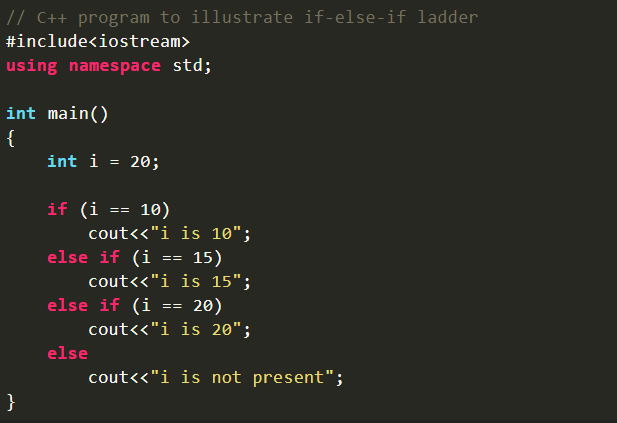 // C++ program to illustrate if-else-if ladder
#include<iostream>
using namespace std;

int main()
{
    int i = 20;

    if (i == 10)
        cout<<"i is 10";
    else if (i == 15)
        cout<<"i is 15";
    else if (i == 20)
        cout<<"i is 20";
    else
        cout<<"i is not present";
}